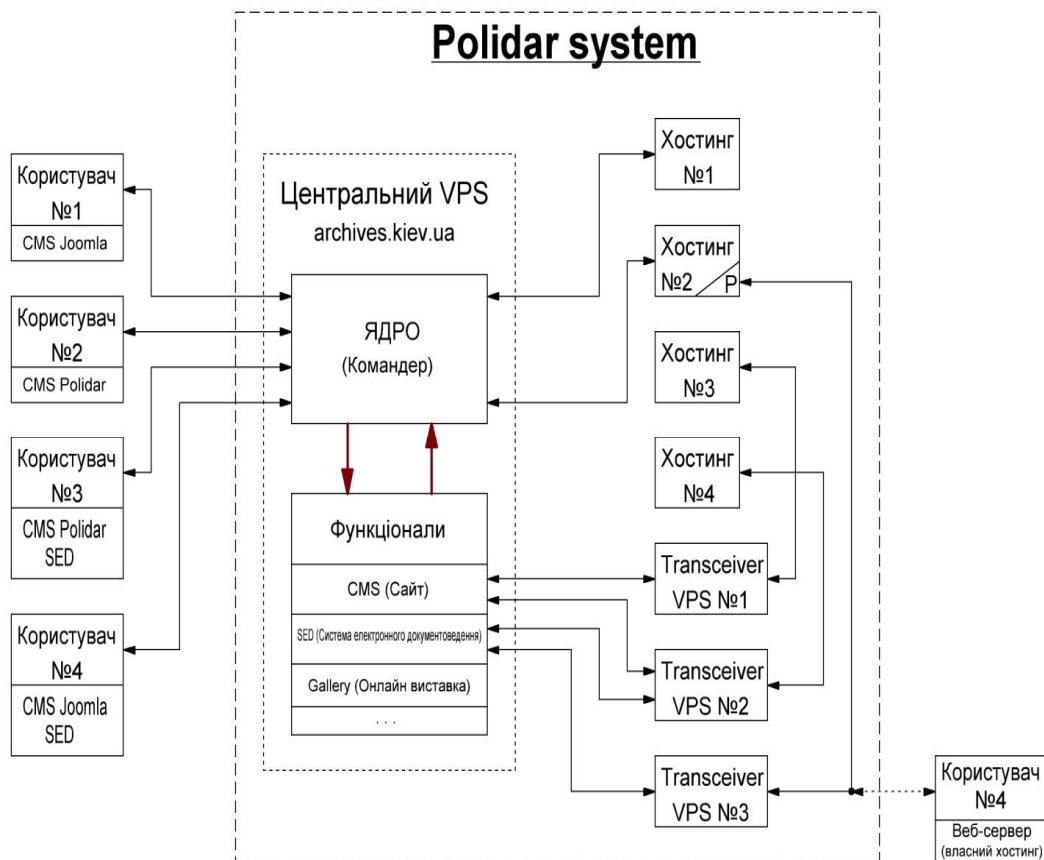 Polidar system
Користувач
№1
CMS Joomla
Користувач
№2
CMS Polidar
Користувач
№3
CMS Polidar
SED
Користувач
№4
CMS Joomla
SED
Центральний VPS
archives.kiev.ua
ЯДРО
(Командер)
Функціонали
CMS (Сайт)
SED (Система електронного документоведення)
Gallery (Онлайн виставка)
. . .
Хостинг
№1
Хостинг
№2 P
Хостинг
№3
Хостинг
№4
Transceiver
VPS №1
Transceiver
VPS №2
Transceiver
VPS №3
Користувач
№4
Веб-сервер
(власний хостинг)